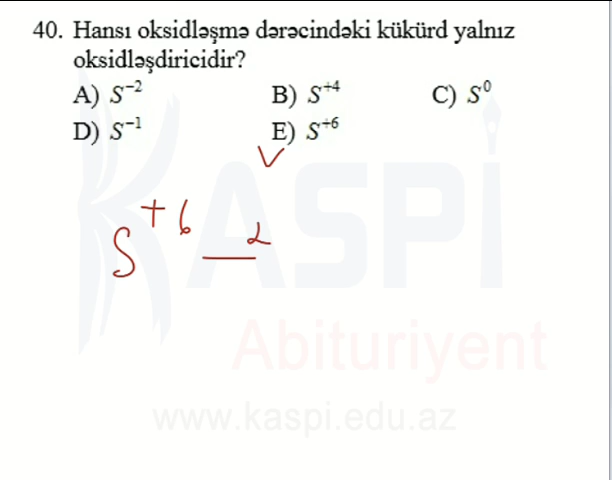 40. Hansı oksidləşmə dərəcindəki kükürd yalnız
oksidləşdiricidir?
A) S⁻² B) S⁺⁴ C) S⁰
D) S⁻¹ E) S⁺⁶
S⁺⁶ — 2
KASPİ
Abituriyent
www.kaspi.edu.az